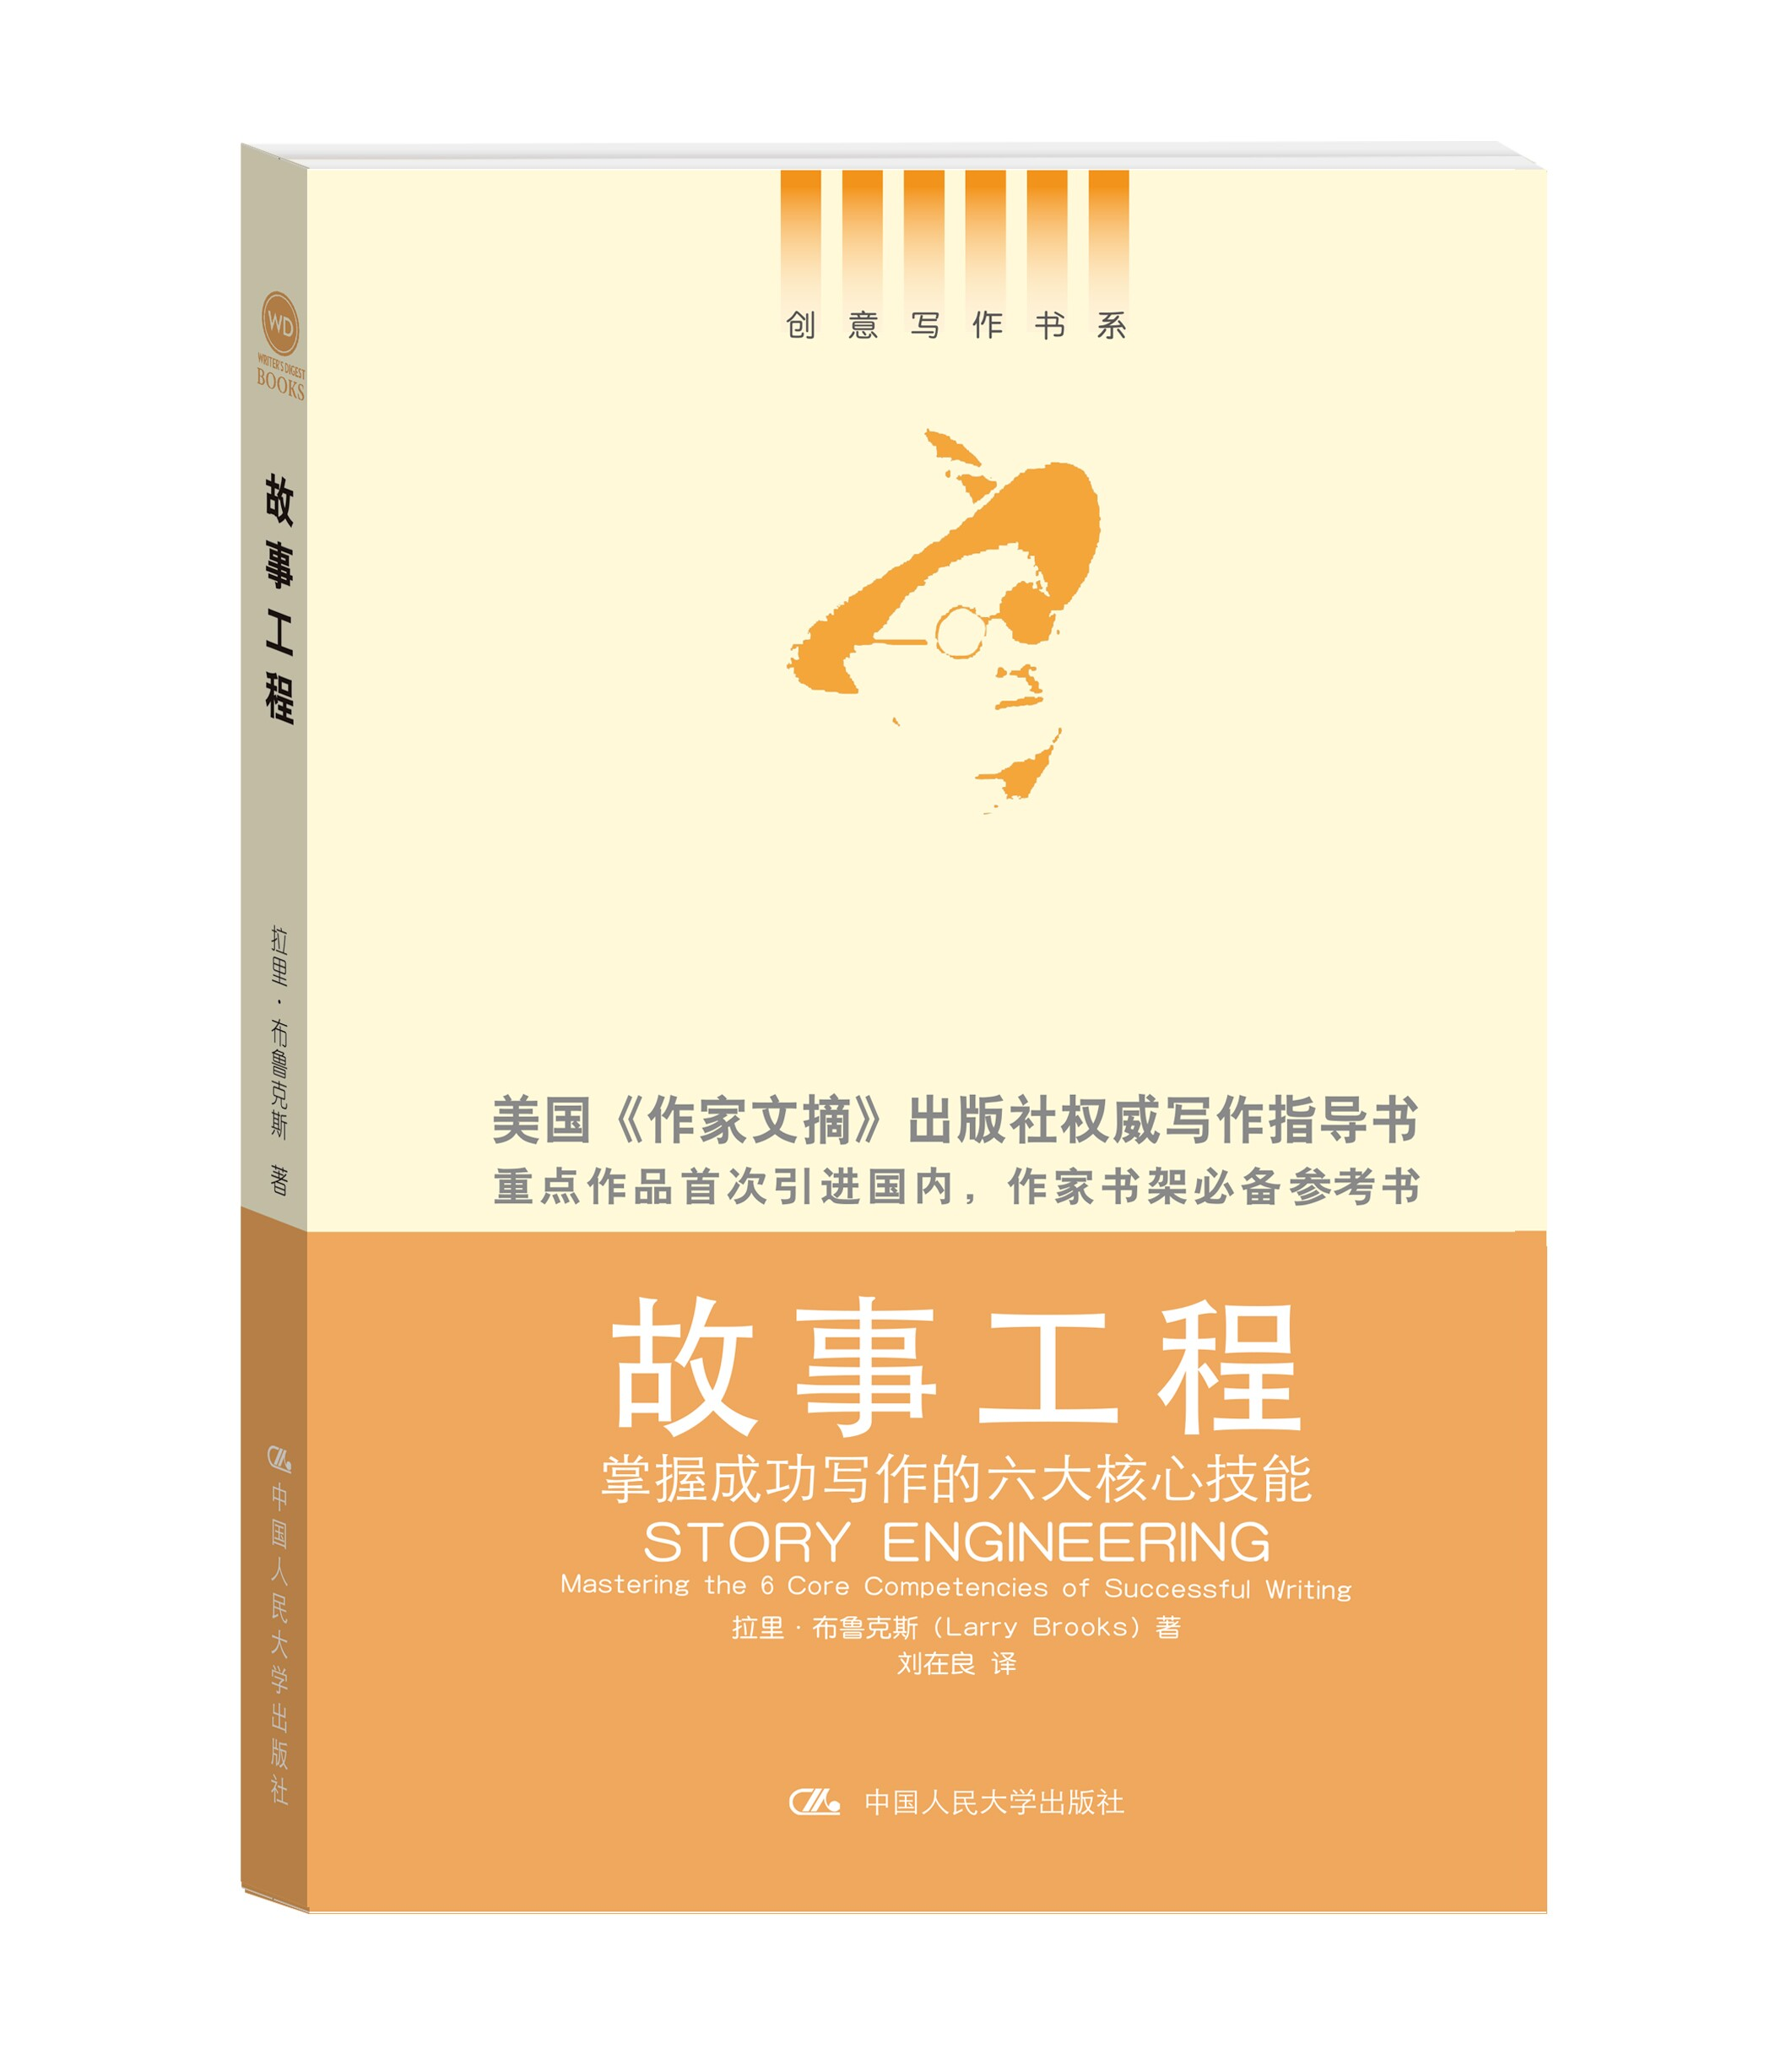 创意写作书系
美国《作家文摘》出版社权威写作指导书
重点作品首次引进国内，作家书架必备参考书
故事工程
掌握成功写作的六大核心技能
STORY ENGINEERING
Mastering the 6 Core Competencies of Successful Writing
拉里·布鲁克斯（Larry Brooks）著
刘在良 译
中国人民大学出版社
WD
WRITER'S DIGEST
BOOKS
故事工程
拉里·布鲁克斯 著
中国人民大学出版社